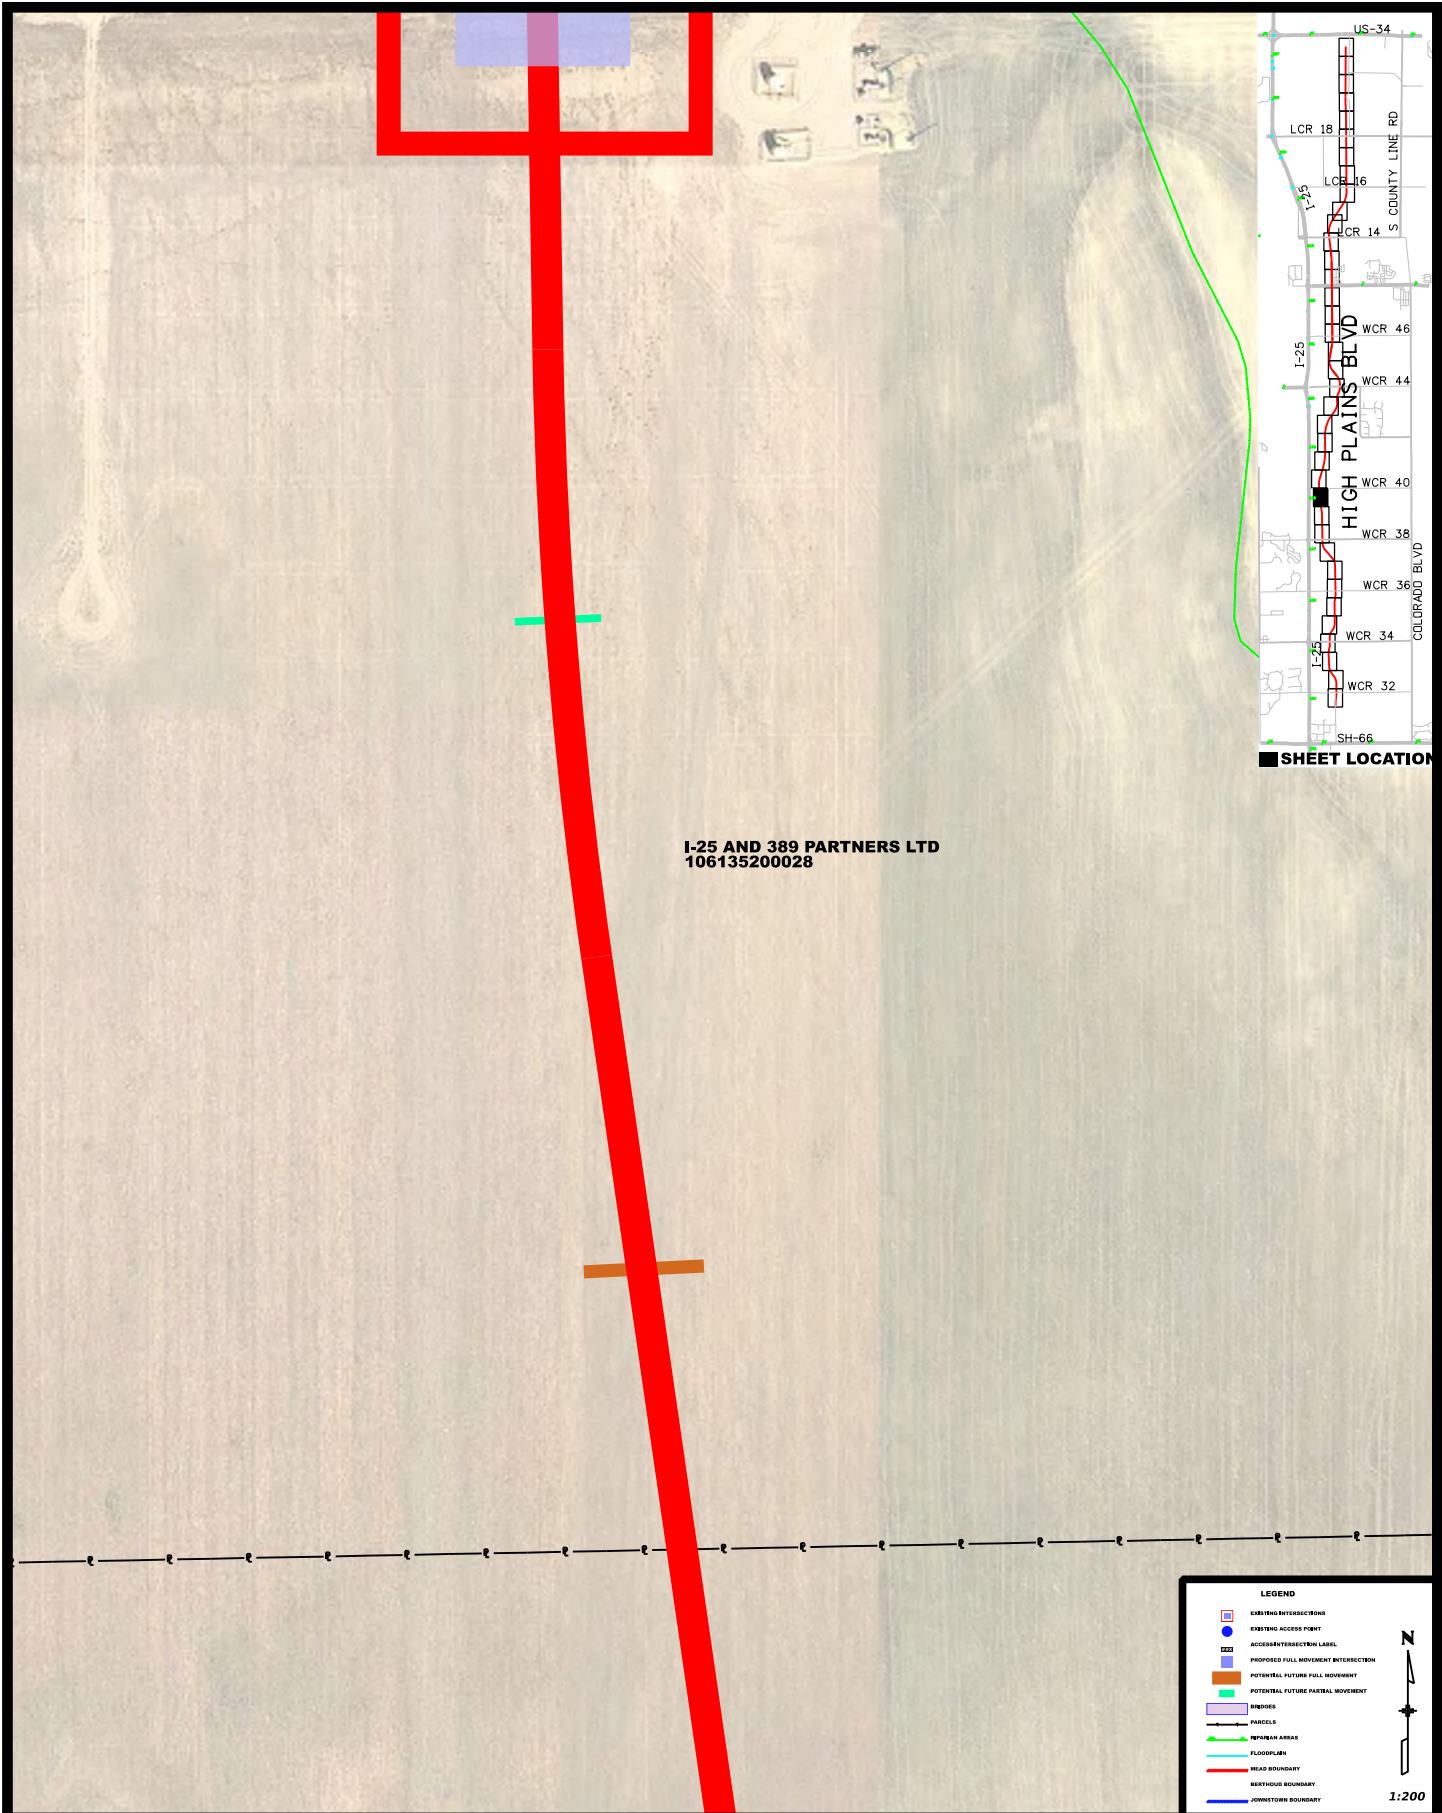 US-34
LCR 18
S COUNTY LINE RD
LCR 16
I-25
LCR 14
HIGH PLAINS BLVD
WCR 46
I-25
WCR 44
WCR 40
WCR 38
COLORADO BLVD
WCR 36
WCR 34
I-25
WCR 32
SH-66
SHEET LOCATION
I-25 AND 389 PARTNERS LTD
106135200028
LEGEND
EXISTING INTERSECTIONS
EXISTING ACCESS POINT
ACCESS INTERSECTION LABEL
PROPOSED FULL MOVEMENT INTERSECTION
POTENTIAL FUTURE FULL MOVEMENT
POTENTIAL FUTURE PARTIAL MOVEMENT
BRIDGES
PARCELS
RIPARIAN AREAS
FLOODPLAIN
MEAD BOUNDARY
BERTHOUD BOUNDARY
JOWNSTOWN BOUNDARY
N
1:200